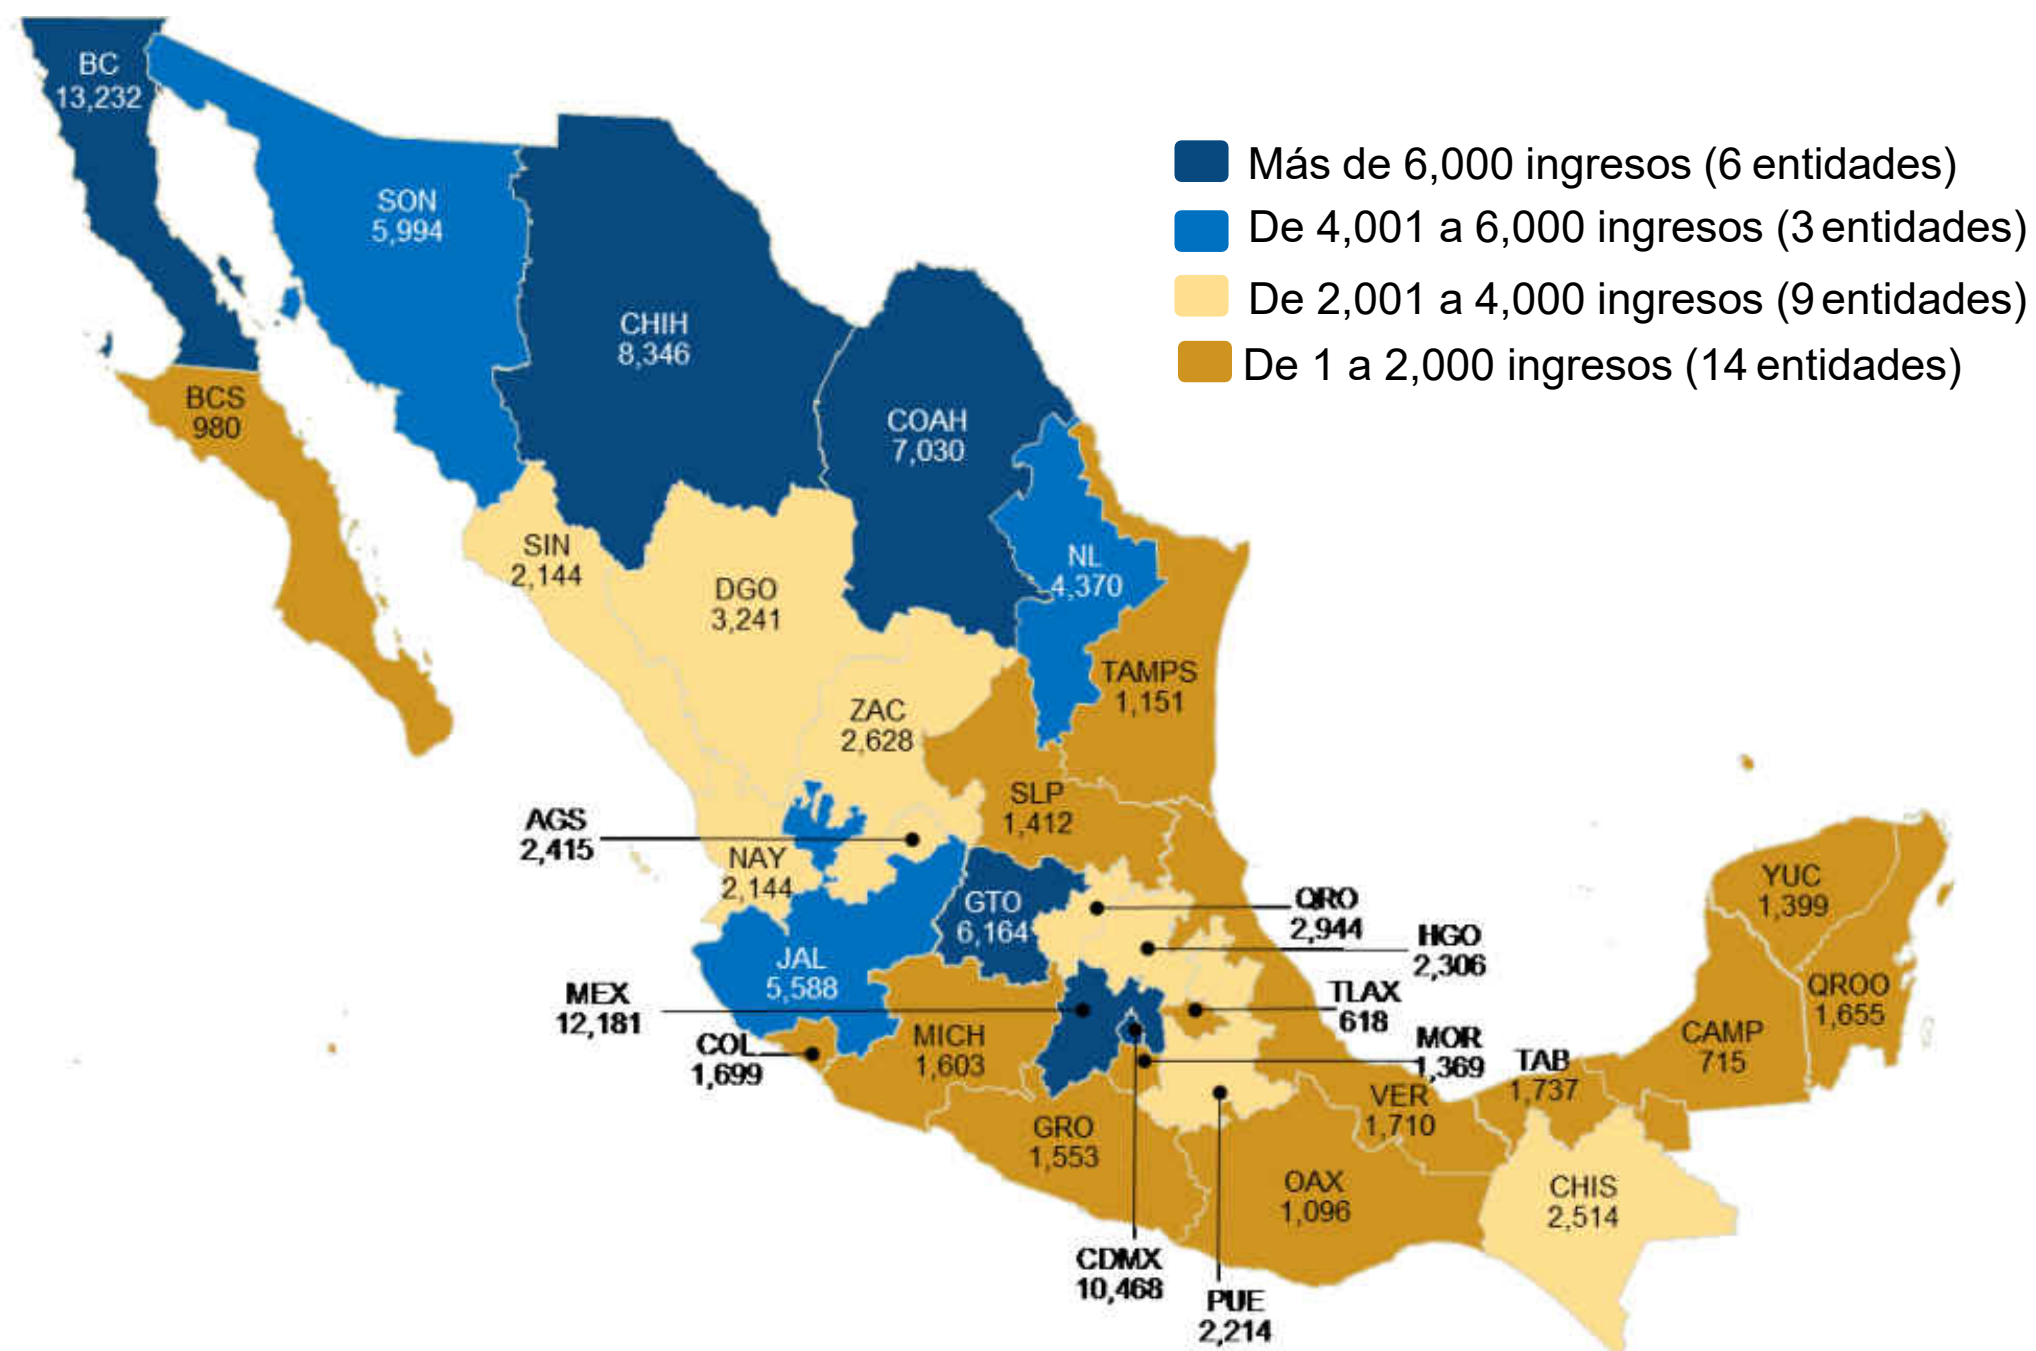 BC
13,232
SON
5,994
Más de 6,000 ingresos (6 entidades)
De 4,001 a 6,000 ingresos (3 entidades)
De 2,001 a 4,000 ingresos (9 entidades)
De 1 a 2,000 ingresos (14 entidades)
CHIH
8,346
BCS
980
COAH
7,030
SIN
2,144
NL
4,370
DGO
3,241
TAMPS
1,151
ZAC
2,628
SLP
1,412
AGS
2,415
NAY
2,144
GTO
6,164
QRO
2,944
HGO
2,306
YUC
1,399
JAL
5,588
MEX
12,181
TLAX
618
QROO
1,655
COL
1,699
MICH
1,603
MOR
1,369
TAB
1,737
CAMP
715
VER
1,710
GRO
1,553
OAX
1,096
CHIS
2,514
CDMX
10,468
PUE
2,214